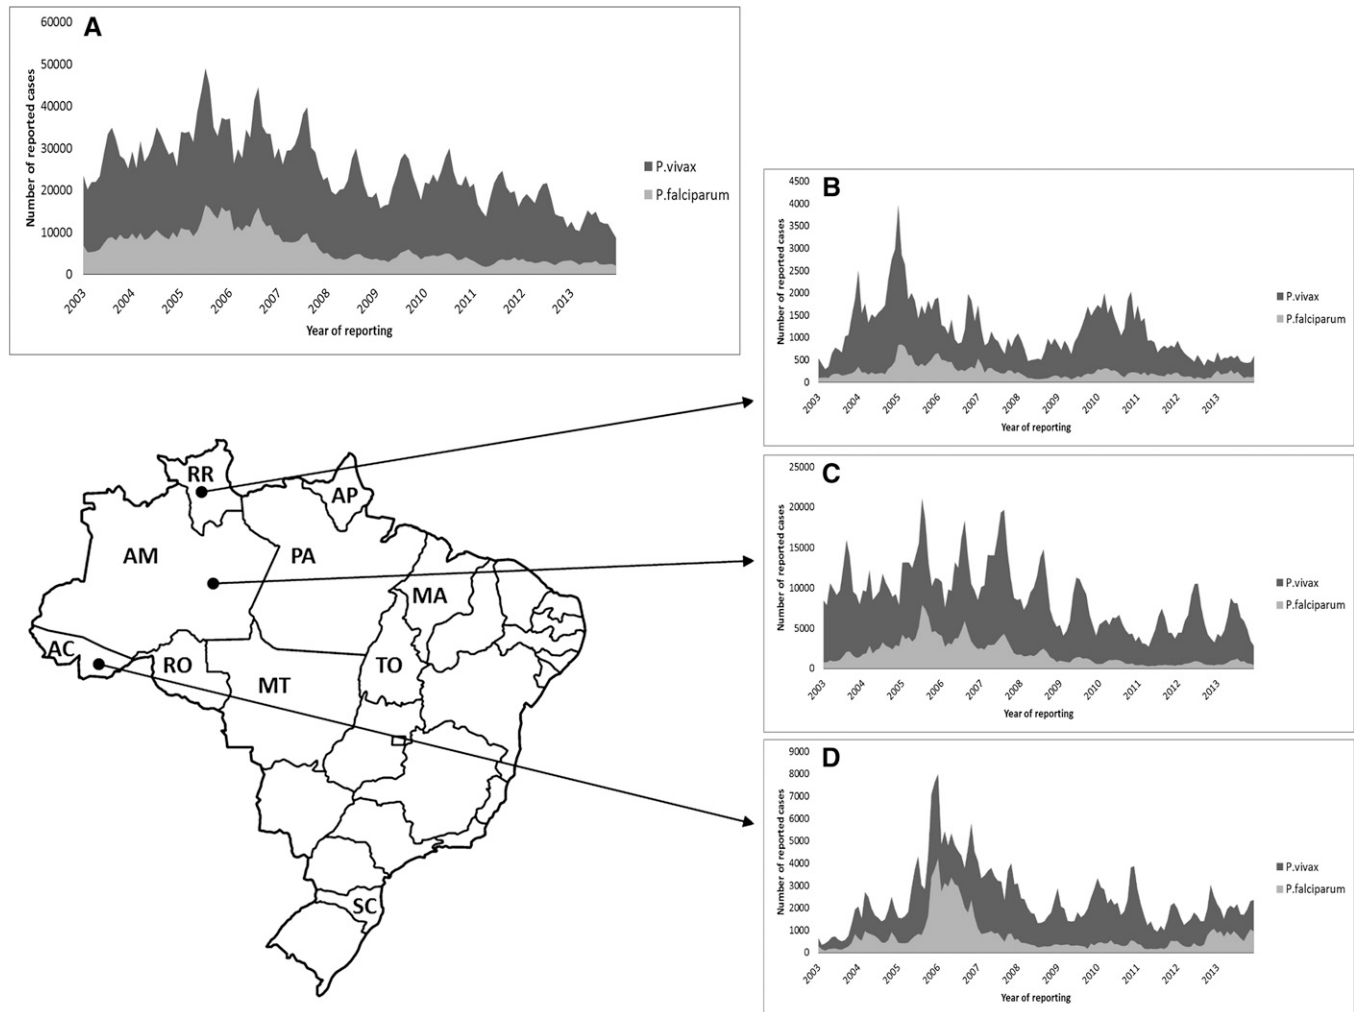 A
Number of reported cases
60000
50000
40000
30000
20000
10000
0
2003 2004 2005 2006 2007 2008 2009 2010 2011 2012 2013
Year of reporting
P.vivax
P.falciparum
B
Number of reported cases
4500
4000
3500
3000
2500
2000
1500
1000
500
0
2003 2004 2005 2006 2007 2008 2009 2010 2011 2012 2013
Year of reporting
P.vivax
P.falciparum
C
Number of reported cases
25000
20000
15000
10000
5000
0
2003 2004 2005 2006 2007 2008 2009 2010 2011 2012 2013
Year of reporting
P.vivax
P.falciparum
D
Number of reported cases
9000
8000
7000
6000
5000
4000
3000
2000
1000
0
2003 2004 2005 2006 2007 2008 2009 2010 2011 2012 2013
Year of reporting
P.vivax
P.falciparum
RR
AP
AM
PA
MA
AC
RO
TO
MT
SC